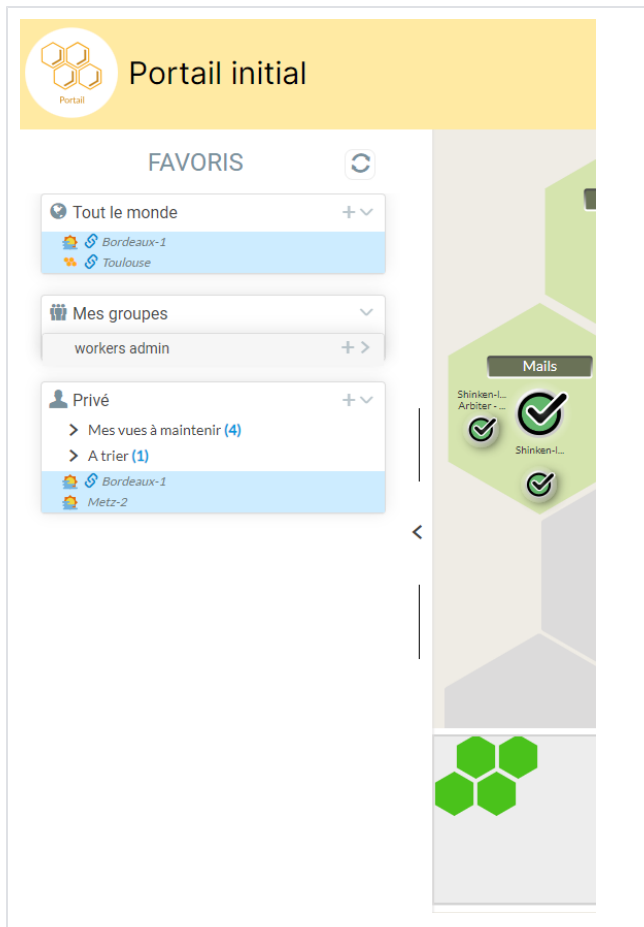 Portail
Portail initial
FAVORIS
Tout le monde
Bordeaux-1
Toulouse
Mes groupes
workers admin
Privé
Mes vues à maintenir (4)
A trier (1)
Bordeaux-1
Metz-2
Mails
Shinken-I...
Arbiter - ...
Shinken-I...